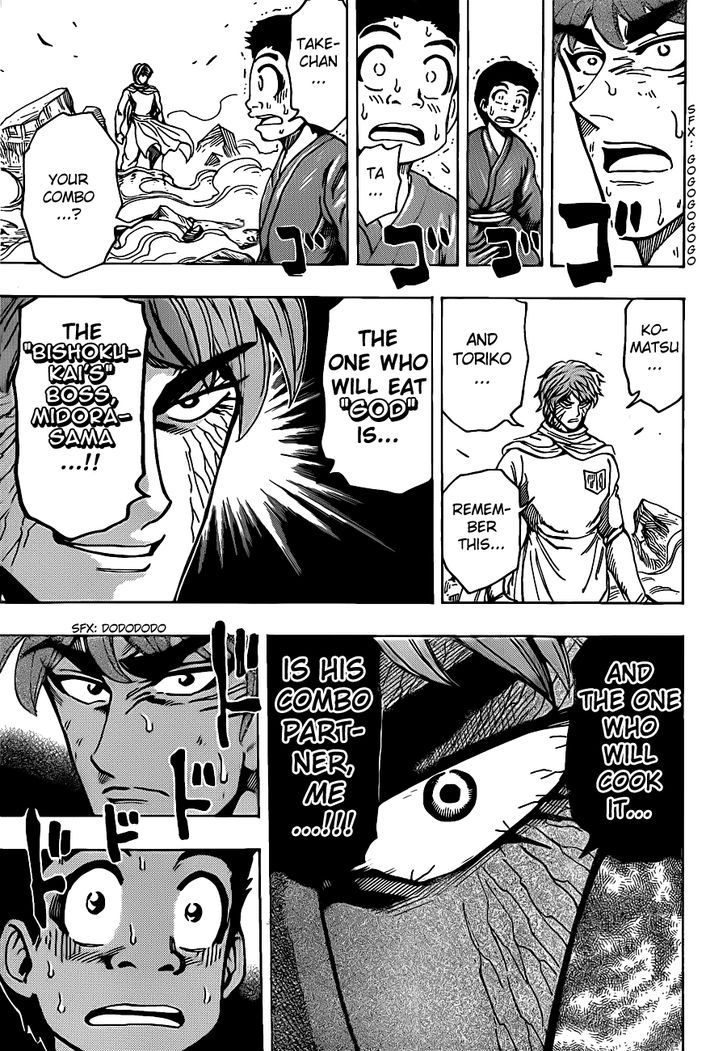 SFX: GOGOGOGOGO
ゴ
ゴ
TA
...
ゴ
TAKE-
CHAN
...
ゴ
YOUR
COMBO
...?
KO-
MATSU
...
AND
TORIKO
...
REMEM-
BER
THIS...
THE
ONE WHO
WILL EAT
"GOD"
IS...
THE
"BISHOKU-
KAI'S"
BOSS,
MIDORA-
SAMA
...!!
AND
THE ONE
WHO
WILL
COOK
IT...
IS HIS
COMBO
PART-
NER,
ME
...!!!
SFX: DODODODO
ド
ド
ド
ド